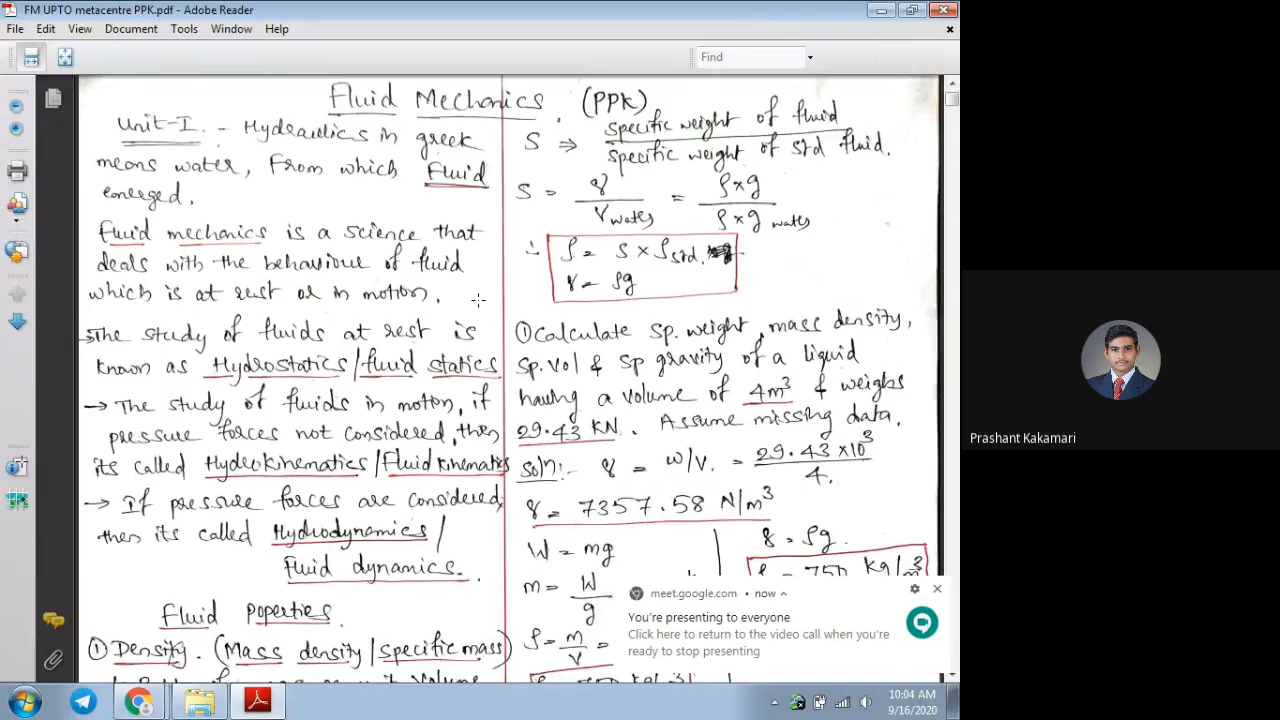 FM UPTO metacentre PPK.pdf - Adobe Reader
File Edit View Document Tools Window Help
Find
Fluid Mechanics (PPK)
Unit-I. - Hydraulics in greek
means water, From which Fluid
emerged.
Fluid mechanics is a science that
deals with the behaviour of fluid
which is at rest or in motion.
→ The study of fluids at rest is
known as Hydrostatics/fluid statics
→ The study of fluids in motion, if
pressure forces not considered, then
its called Hydrokinematics/Fluid kinematics
→ If pressure forces are considered,
then its called Hydrodynamics/
Fluid dynamics.
Fluid Poperties
① Density. (Mass density/specific mass)
S ⇒ specific weight of fluid
specific weight of std fluid.
S = γ / γ water = ρ×g / ρ×g water
∴ ρ = S × ρ std.
γ = ρg
① Calculate sp. weight, mass density,
sp. vol & sp gravity of a liquid
having a volume of 4m³ & weighs
29.43 KN. Assume missing data.
Soln:- γ = W/V. = 29.43 ×10³ / 4.
γ = 7357.58 N/m³
W = mg
m = W / g
ρ = m / V =
γ = ρg.
ρ = 750 kg/m³
meet.google.com • now
You're presenting to everyone
Click here to return to the video call when you're
ready to stop presenting
Prashant Kakamari
10:04 AM
9/16/2020